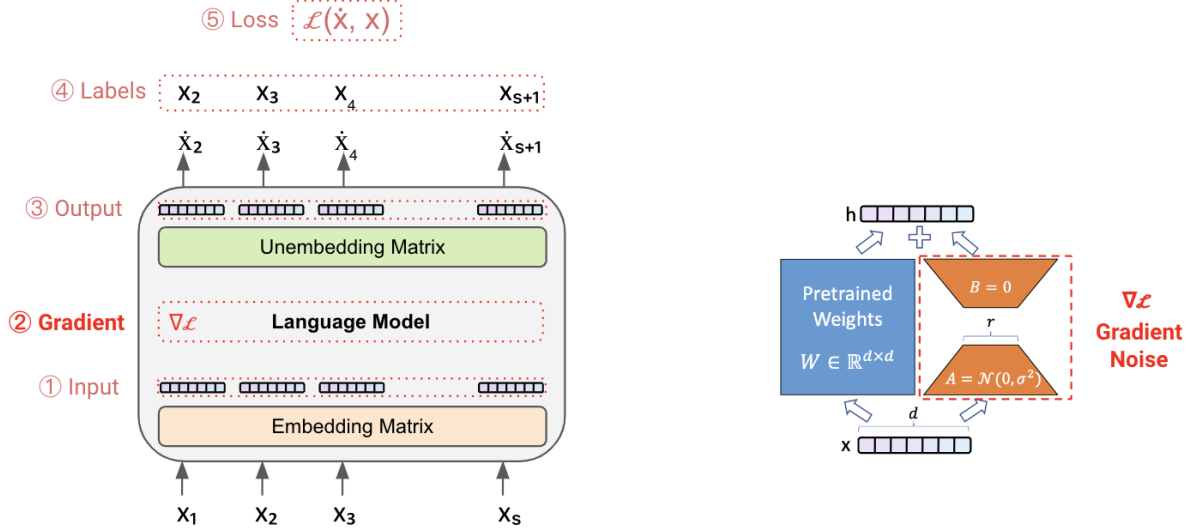 ⑤ Loss ℒ(ẋ, x)
④ Labels x₂ x₃ x₄ xₛ₊₁
ẋ₂ ẋ₃ ẋ₄ ẋₛ₊₁
③ Output
Unembedding Matrix
② Gradient ∇ℒ Language Model
① Input
Embedding Matrix
x₁ x₂ x₃ xₛ
h
Pretrained
Weights
W ∈ ℝᵈˣᵈ
B = 0
r
A = 𝒩(0, σ²)
d
x
∇ℒ
Gradient
Noise